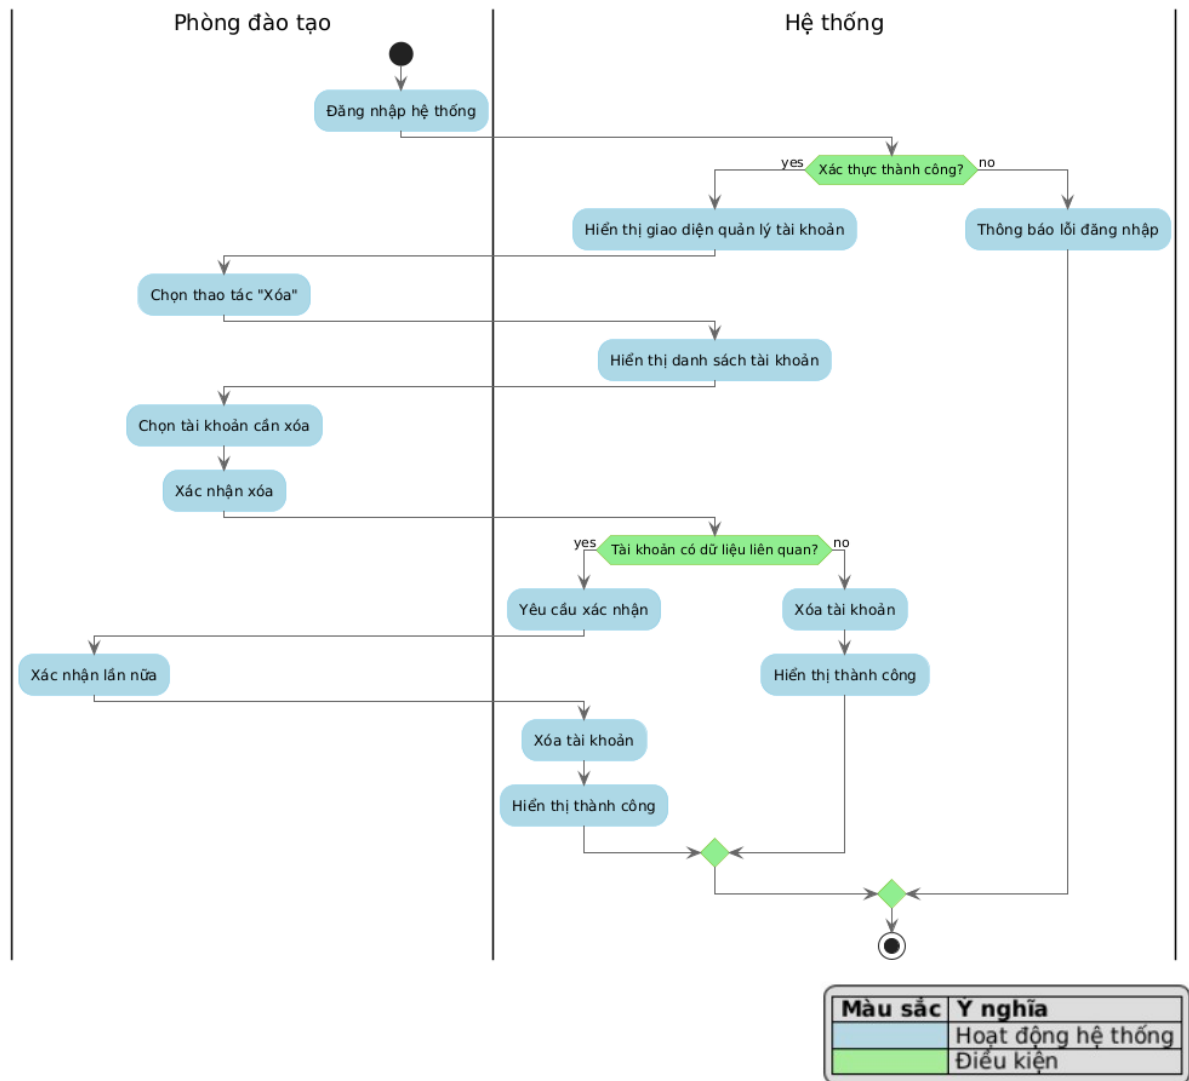 Phòng đào tạo
Hệ thống
Đăng nhập hệ thống
Xác thực thành công?
yes
no
Hiển thị giao diện quản lý tài khoản
Thông báo lỗi đăng nhập
Chọn thao tác "Xóa"
Hiển thị danh sách tài khoản
Chọn tài khoản cần xóa
Xác nhận xóa
yes
Tài khoản có dữ liệu liên quan?
no
Yêu cầu xác nhận
Xóa tài khoản
Xác nhận lần nữa
Hiển thị thành công
Xóa tài khoản
Hiển thị thành công
Màu sắc Ý nghĩa
Hoạt động hệ thống
Điều kiện